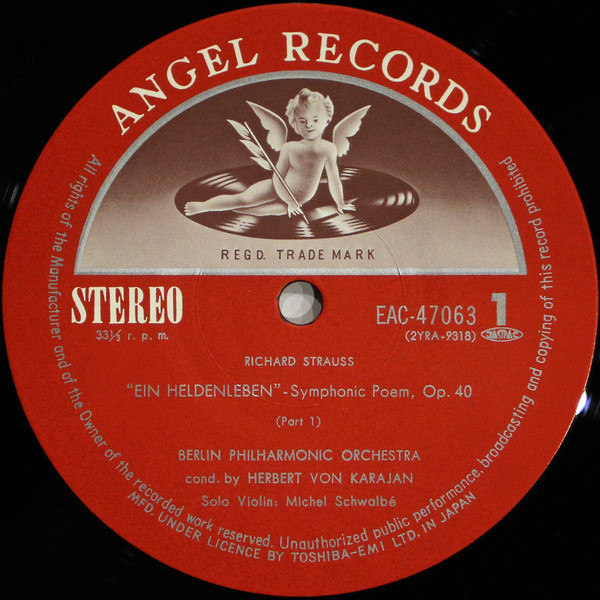 ANGEL RECORDS
REGD. TRADE MARK
STEREO
33⅓ r. p. m.
EAC-47063 1
(2YRA-9318) JASRAC
RICHARD STRAUSS
"EIN HELDENLEBEN"-Symphonic Poem, Op. 40
(Part 1)
BERLIN PHILHARMONIC ORCHESTRA
cond. by HERBERT VON KARAJAN
Solo Violin: Michel Schwalbé
All rights of the Manufacturer and of the Owner of the recorded work reserved. Unauthorized public performance, broadcasting and copying of this record prohibited
MFD. UNDER LICENCE BY TOSHIBA-EMI LTD. IN JAPAN